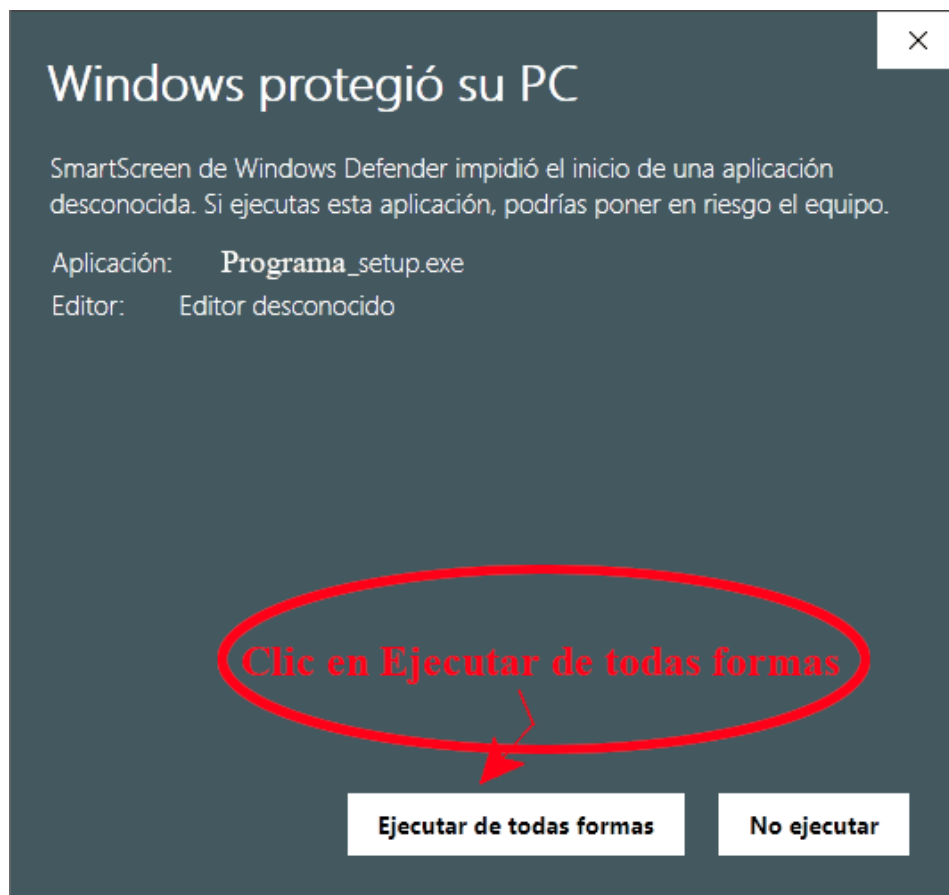 Windows protegió su PC
SmartScreen de Windows Defender impidió el inicio de una aplicación
desconocida. Si ejecutas esta aplicación, podrías poner en riesgo el equipo.
Aplicación: Programa_setup.exe
Editor: Editor desconocido
Clic en Ejecutar de todas formas
Ejecutar de todas formas No ejecutar